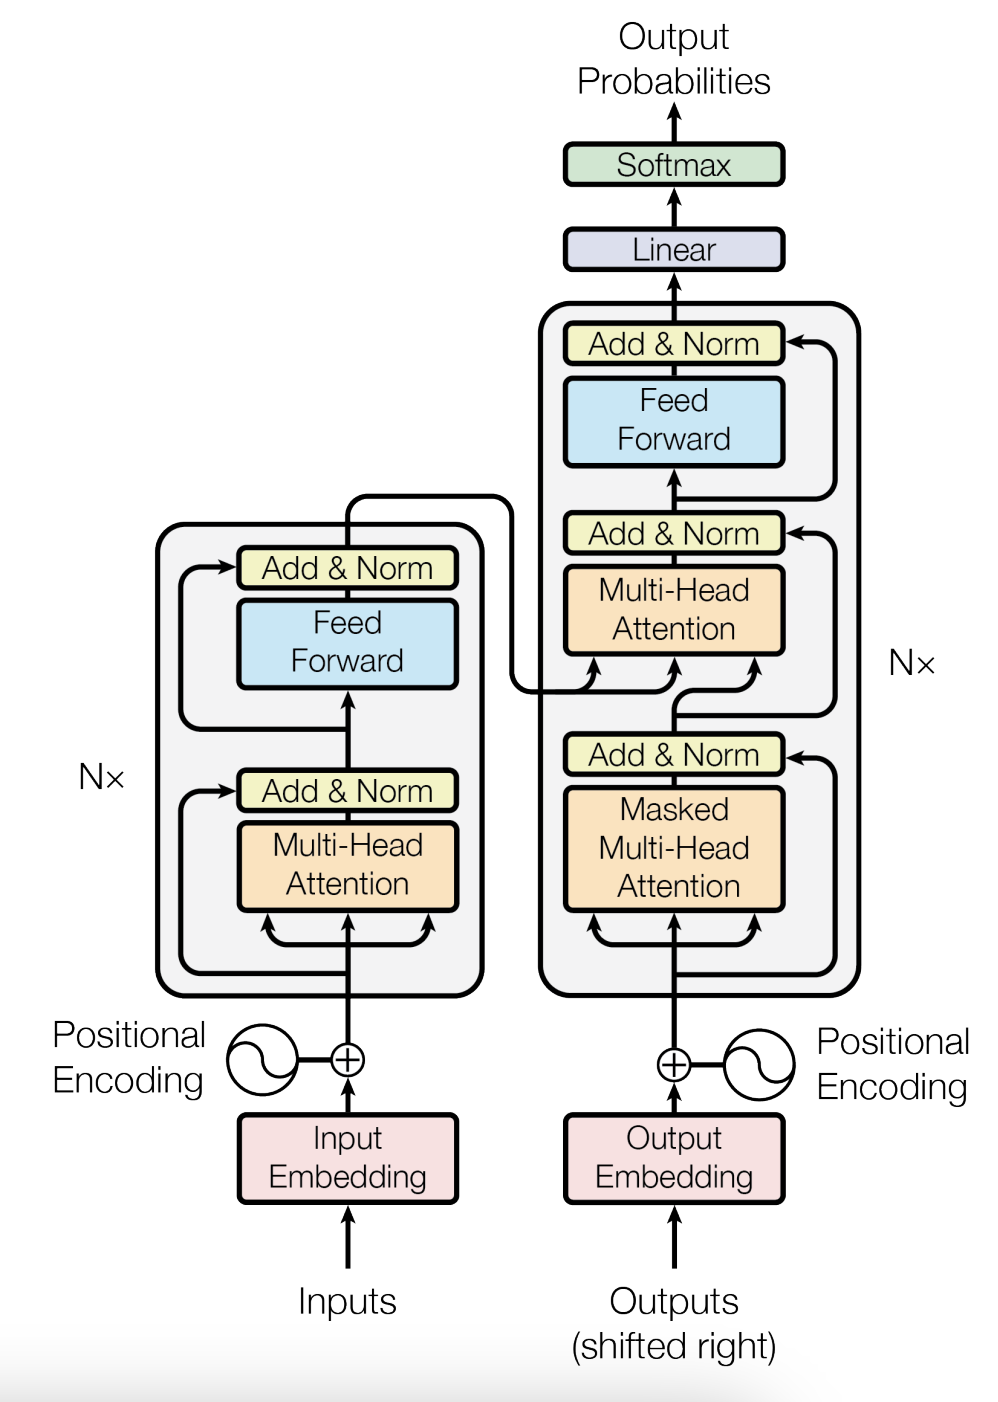 Output
Probabilities
Softmax
Linear
Add & Norm
Feed
Forward
Add & Norm
Multi-Head
Attention
Add & Norm
Masked
Multi-Head
Attention
N×
Positional
Encoding
Output
Embedding
Outputs
(shifted right)
Add & Norm
Feed
Forward
Add & Norm
Multi-Head
Attention
N×
Positional
Encoding
Input
Embedding
Inputs